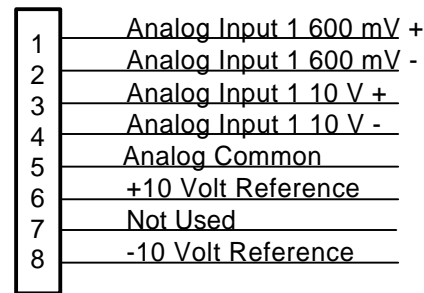 1 Analog Input 1 600 mV +
2 Analog Input 1 600 mV -
3 Analog Input 1 10 V +
4 Analog Input 1 10 V -
5 Analog Common
6 +10 Volt Reference
7 Not Used
8 -10 Volt Reference